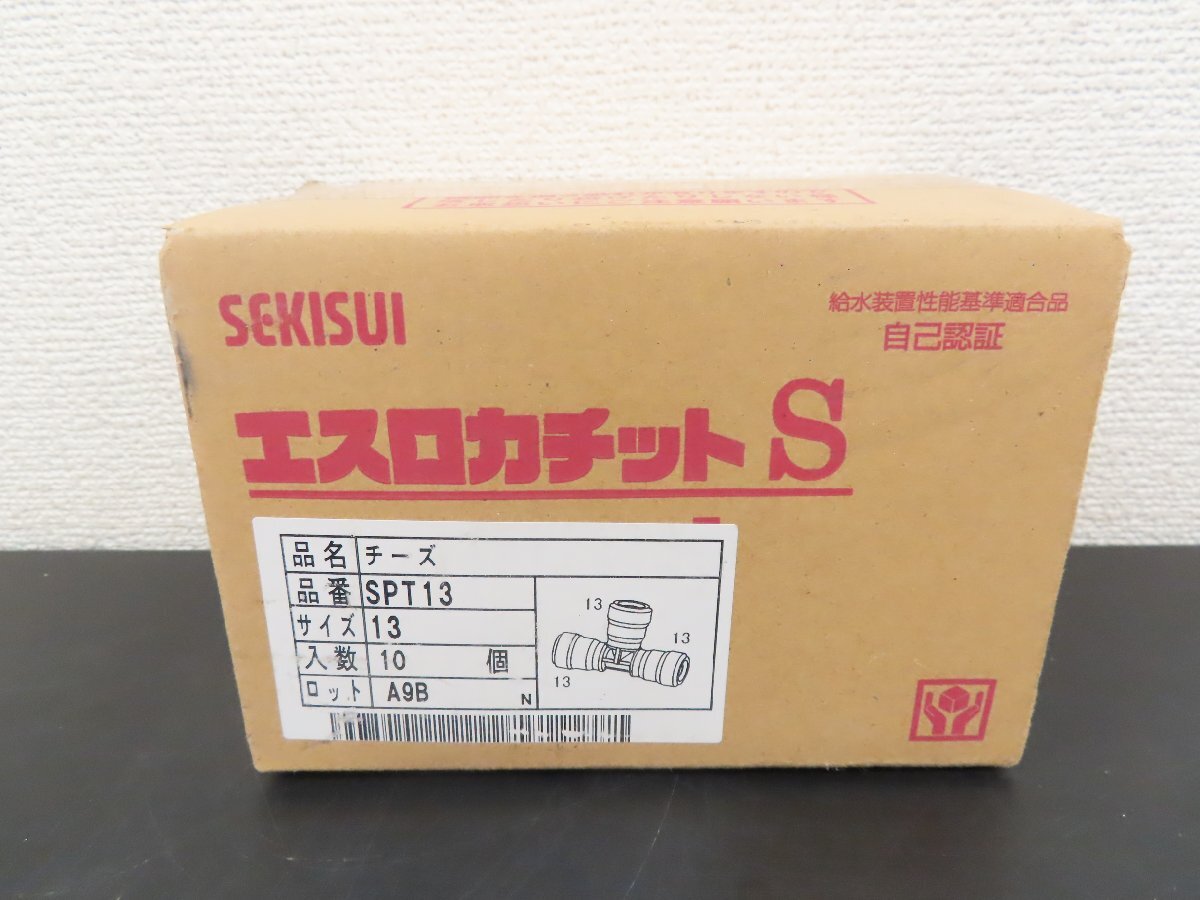 SEKISUI
給水装置性能基準適合品
自己認証
エスロカチットS
品名 チーズ
品番 SPT13
サイズ 13
入数 10 個
ロット A9B N
13
13
13